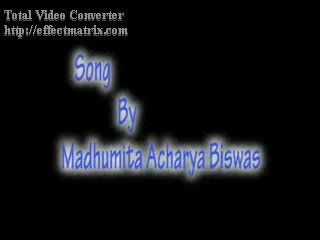 Total Video Converter
http://effectmatrix.com
Song
By
Madhumita Acharya Biswas